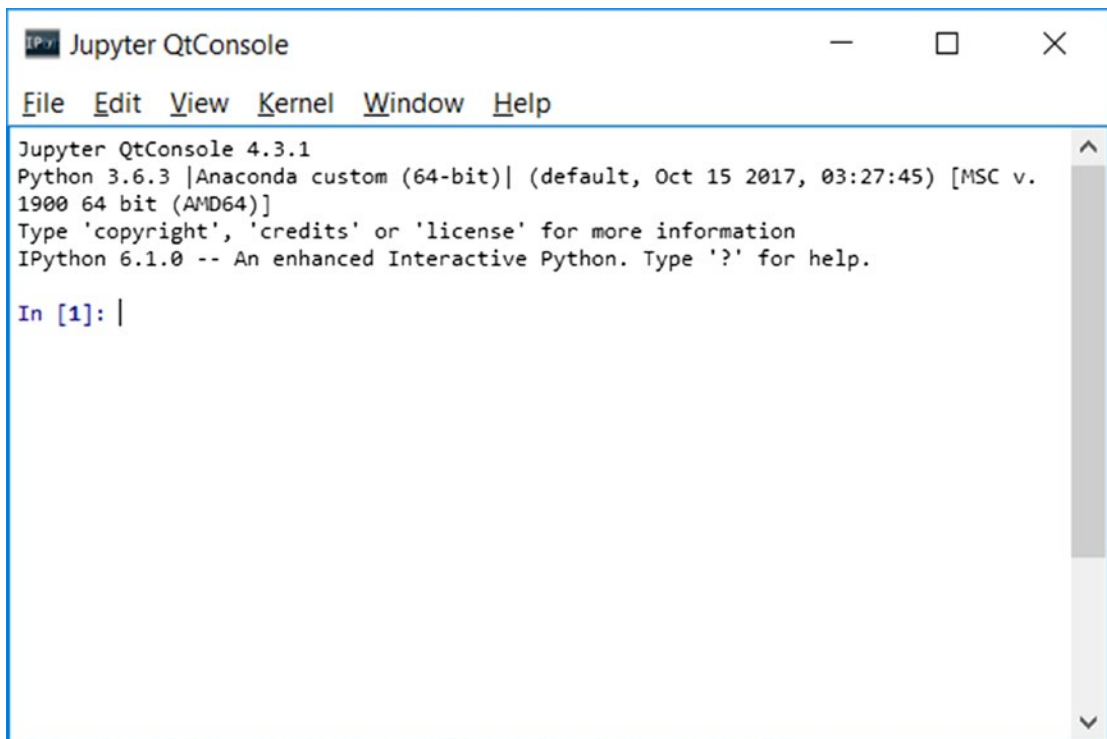 IP[y] Jupyter QtConsole
File Edit View Kernel Window Help
Jupyter QtConsole 4.3.1
Python 3.6.3 |Anaconda custom (64-bit)| (default, Oct 15 2017, 03:27:45) [MSC v.
1900 64 bit (AMD64)]
Type 'copyright', 'credits' or 'license' for more information
IPython 6.1.0 -- An enhanced Interactive Python. Type '?' for help.
In [1]: